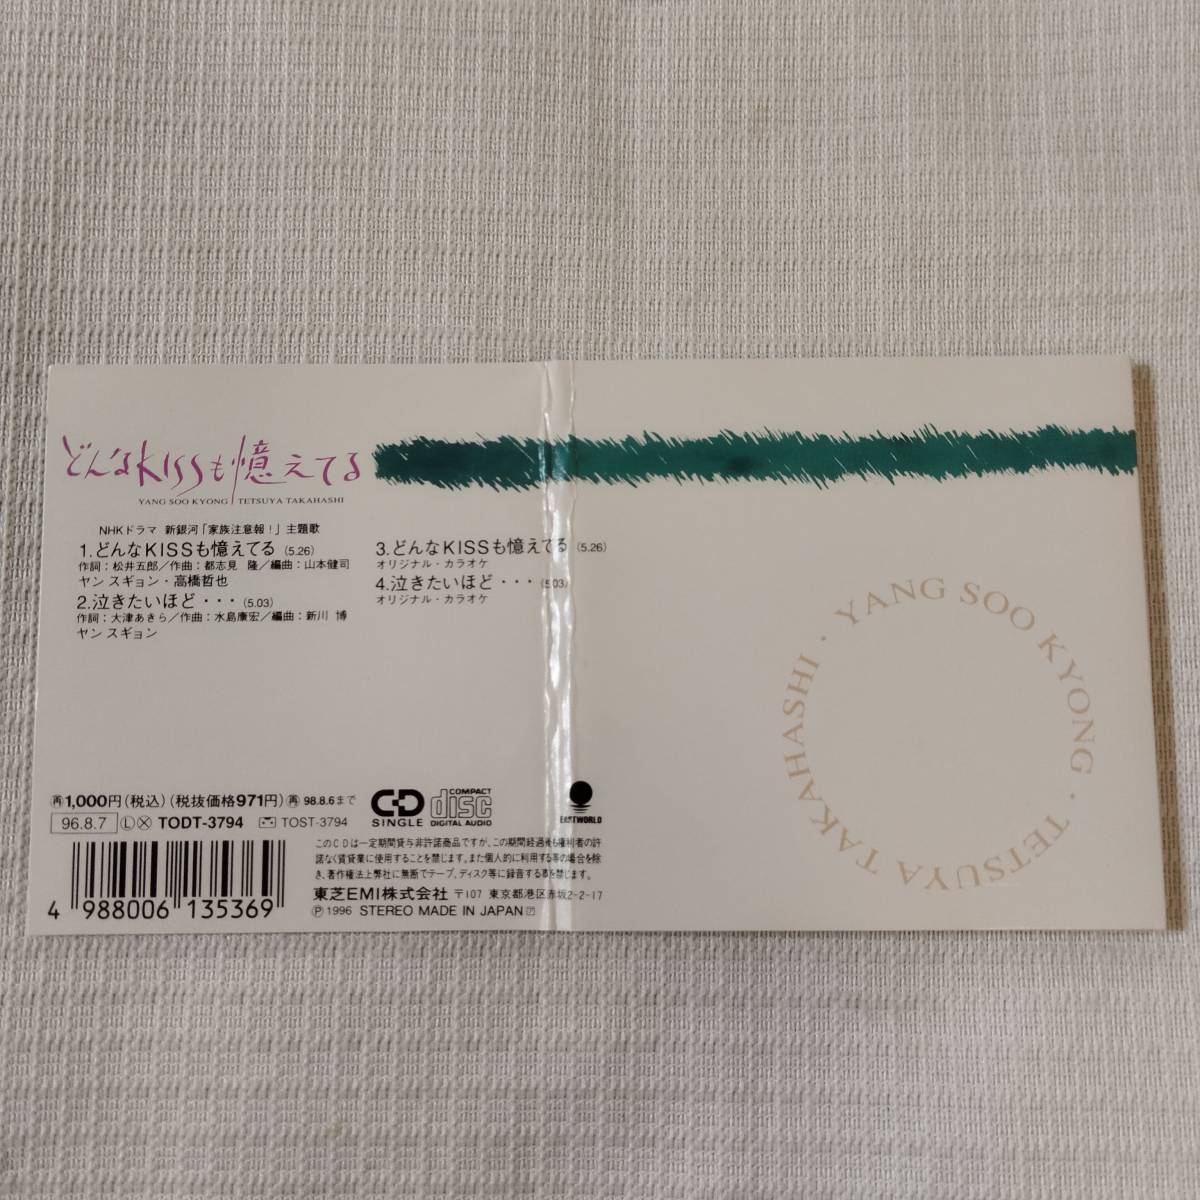 どんなKISSも憶えてる
YANG SOO KYONG TETSUYA TAKAHASHI
NHKドラマ 新銀河「家族注意報!」主題歌
1.どんなKISSも憶えてる (5.26)
作詞:松井五郎/作曲:都志見 隆/編曲:山本健司
ヤン スギョン・高橋哲也
2.泣きたいほど・・・(5.03)
作詞:大津あきら/作曲:水島康宏/編曲:新川 博
ヤン スギョン
3.どんなKISSも憶えてる (5.26)
オリジナル・カラオケ
4.泣きたいほど・・・(5.03)
オリジナル・カラオケ
YANG SOO KYONG・TETSUYA TAKAHASHI・
再1,000円(税込)(税抜価格971円)再98.8.6まで
96.8.7 Ⓛ Ⓧ TODT-3794 TOST-3794
CD SINGLE
COMPACT disc DIGITAL AUDIO
EASTWORLD
このCDは一定期間貸与非許諾商品ですが、この期間経過後も権利者の許
諾なく賃貸業に使用することを禁じます。また個人的に利用する等の場合を除
き、著作権法上弊社に無断でテープ、ディスク等に録音する事を禁じます。
東芝EMI株式会社 〒107 東京都港区赤坂2-2-17
Ⓟ 1996 STEREO MADE IN JAPAN
4 988006 135369